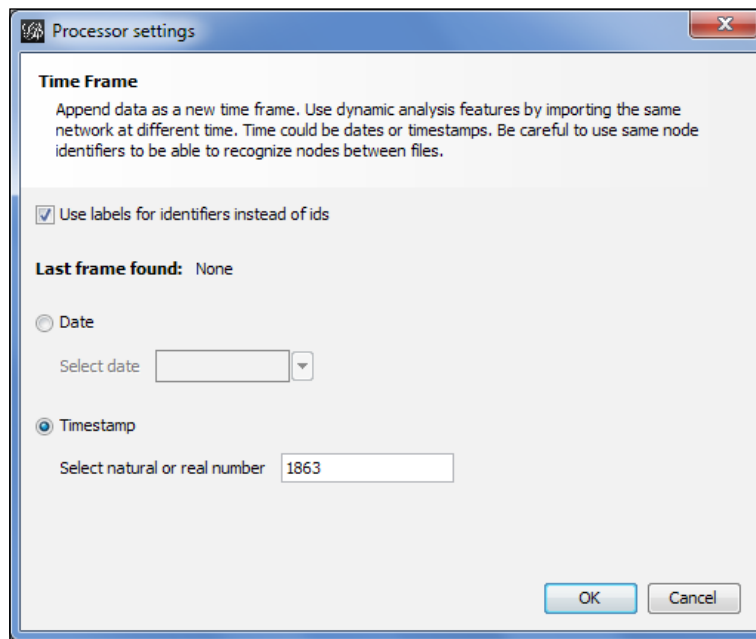 Processor settings
Time Frame
Append data as a new time frame. Use dynamic analysis features by importing the same
network at different time. Time could be dates or timestamps. Be careful to use same node
identifiers to be able to recognize nodes between files.
Use labels for identifiers instead of ids
Last frame found: None
Date
Select date
Timestamp
Select natural or real number 1863
OK Cancel